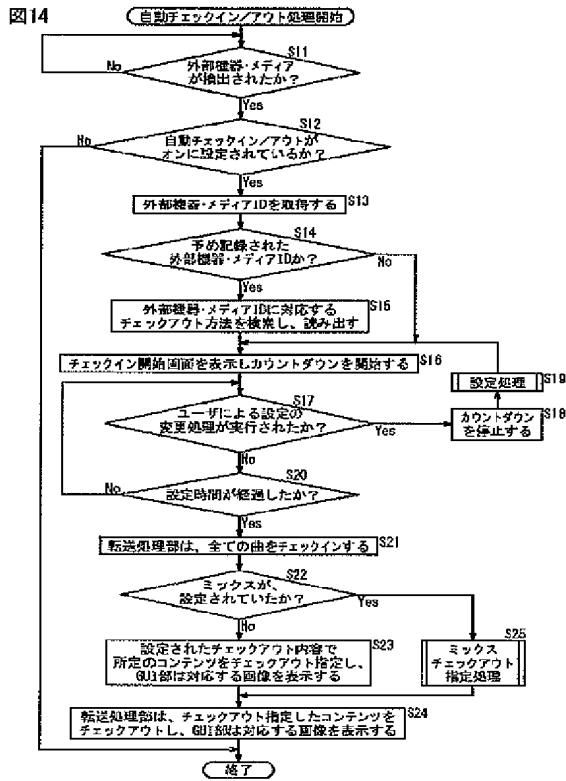 図14
自動チェックイン/アウト処理開始
S11
外部機器・メディア
が検出されたか?
No
Yes
S12
自動チェックイン/アウトが
オンに設定されているか?
No
Yes
外部機器・メディアIDを取得する
S13
S14
予め記録された
外部機器・メディアIDか?
No
Yes
外部機器・メディアIDに対応する
チェックアウト方法を検索し、読み出す
S15
チェックイン開始画面を表示しカウントダウンを開始する
S16
設定処理
S19
S17
ユーザによる設定の
変更処理が実行されたか?
Yes
カウントダウン
を停止する
S18
No
S20
設定時間が経過したか?
No
Yes
転送処理部は、全ての曲をチェックインする
S21
S22
ミックスが、
設定されていたか?
Yes
No
設定されたチェックアウト内容で
所定のコンテンツをチェックアウト指定し、
GUI部は対応する画像を表示する
S23
S25
ミックス
チェックアウト
指定処理
転送処理部は、チェックアウト指定したコンテンツを
チェックアウトし、GUI部は対応する画像を表示する
S24
終了